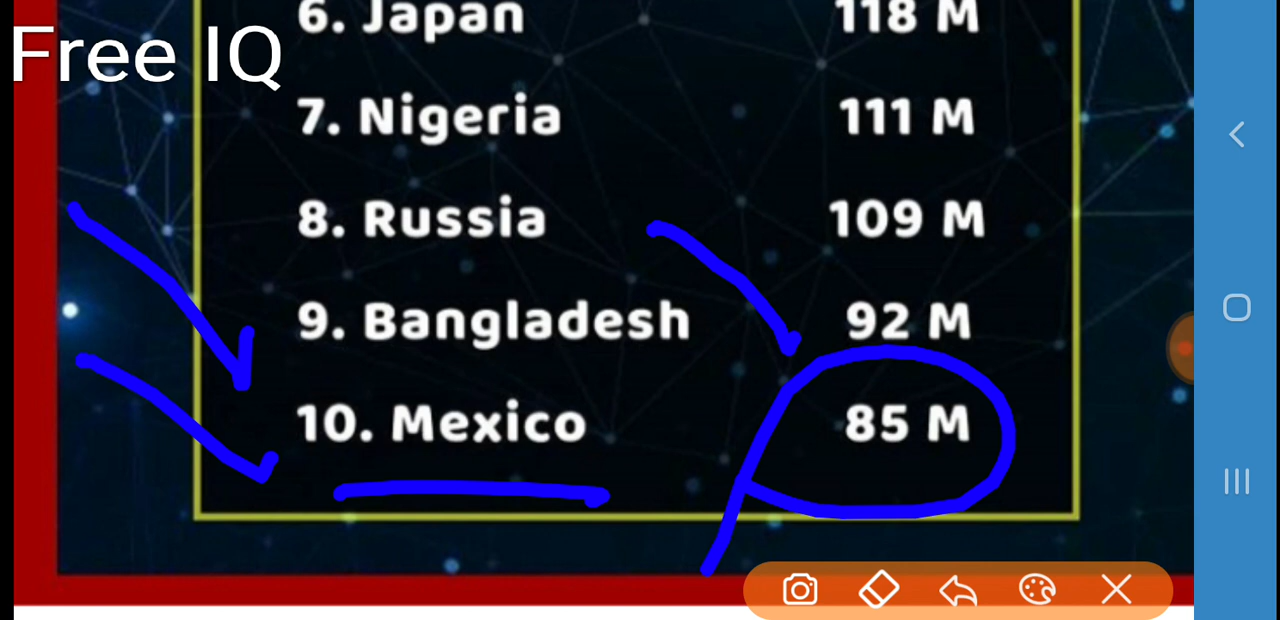 6. Japan 118 M
Free IQ
7. Nigeria 111 M
8. Russia 109 M
9. Bangladesh 92 M
10. Mexico 85 M